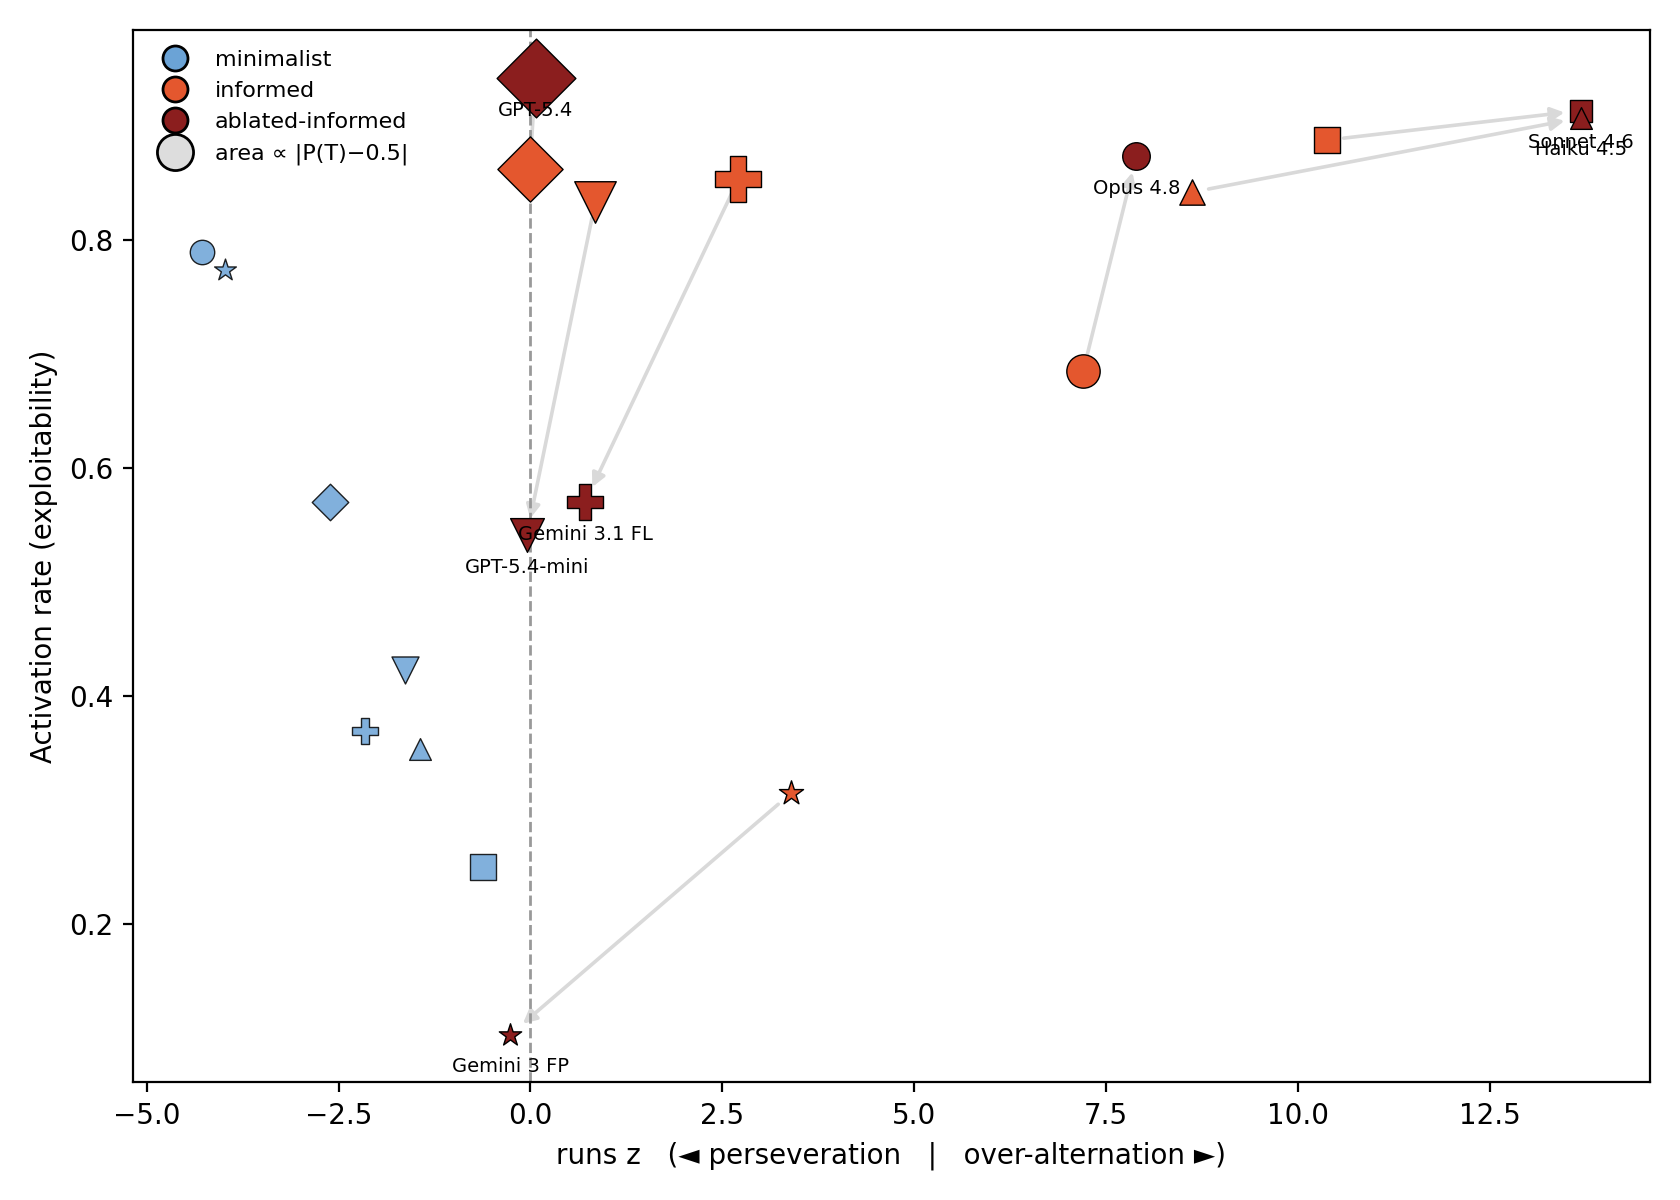 minimalist
informed
ablated-informed
area ∝ |P(T)−0.5|
GPT-5.4
Sonnet 4.6
Haiku 4.5
Opus 4.8
Gemini 3.1 FL
GPT-5.4-mini
Gemini 3 FP
Activation rate (exploitability)
0.8
0.6
0.4
0.2
−5.0 −2.5 0.0 2.5 5.0 7.5 10.0 12.5
runs z (◄ perseveration | over-alternation ►)